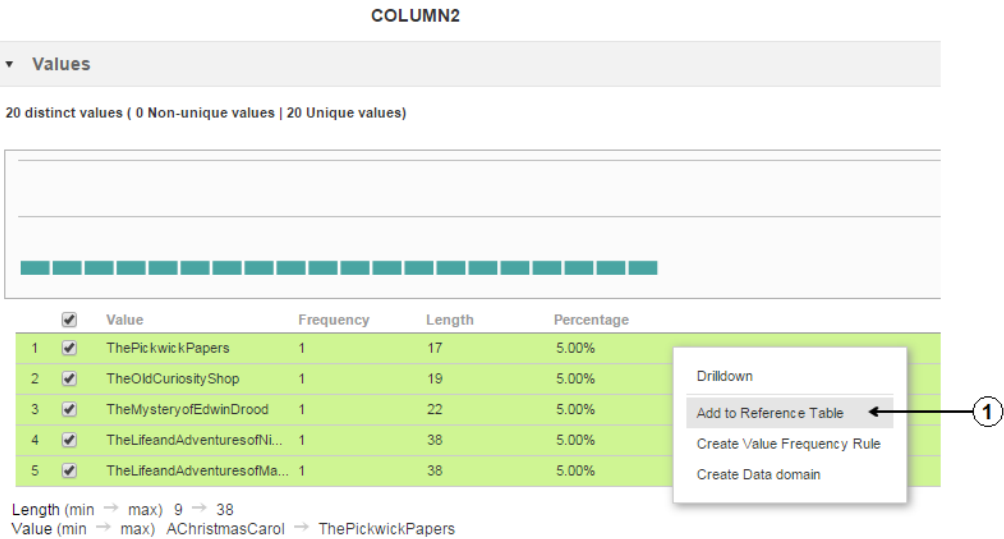 COLUMN2
▾ Values
20 distinct values ( 0 Non-unique values | 20 Unique values)
Value Frequency Length Percentage
1 ThePickwickPapers 1 17 5.00%
2 TheOldCuriosityShop 1 19 5.00%
3 TheMysteryofEdwinDrood 1 22 5.00%
4 TheLifeandAdventuresofNi... 1 38 5.00%
5 TheLifeandAdventuresofMa... 1 38 5.00%
Drilldown
Add to Reference Table
1
Create Value Frequency Rule
Create Data domain
Length (min → max) 9 → 38
Value (min → max) AChristmasCarol → ThePickwickPapers